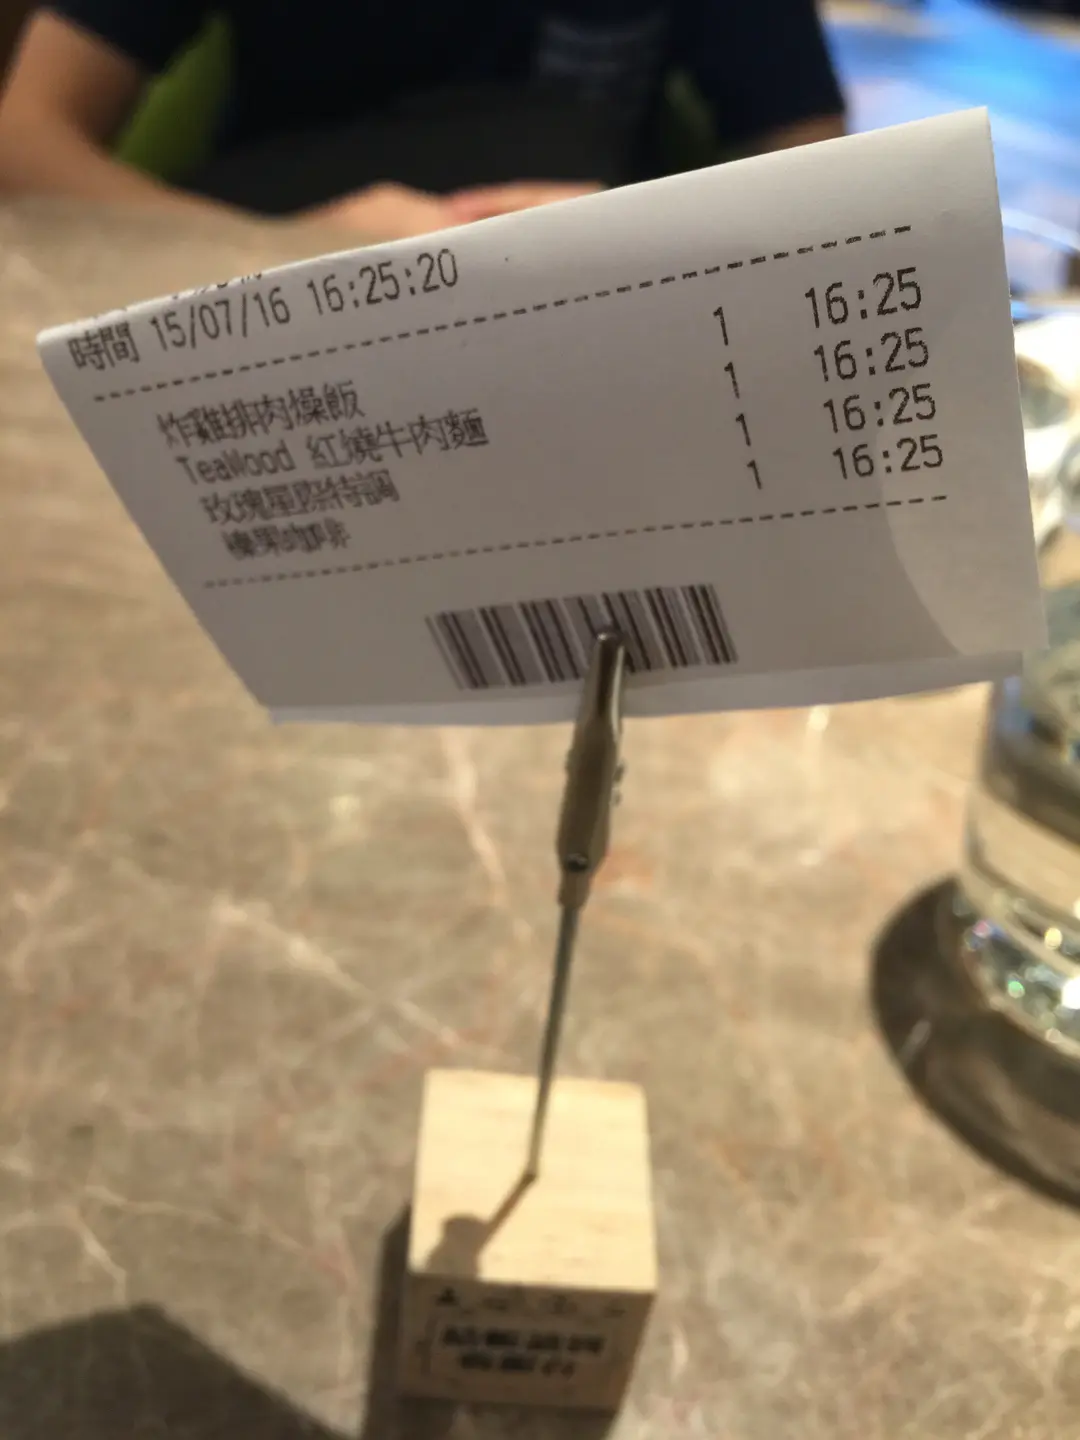 時間 15/07/16 16:25:20
炸雞排肉燥飯 1 16:25
TeaWood 紅燒牛肉麵 1 16:25
玫瑰星際特調 1 16:25
榛果咖啡 1 16:25